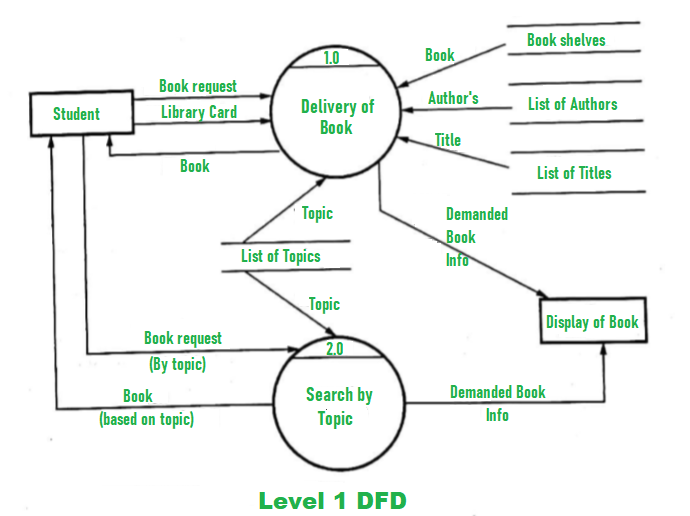 1.0
Delivery of
Book
Student
Book request
Library Card
Book
Book
Book shelves
Author's
List of Authors
Title
List of Titles
Topic
List of Topics
Topic
Demanded
Book
Info
Display of Book
Book request
(By topic)
Book
(based on topic)
2.0
Search by
Topic
Demanded Book
Info
Level 1 DFD